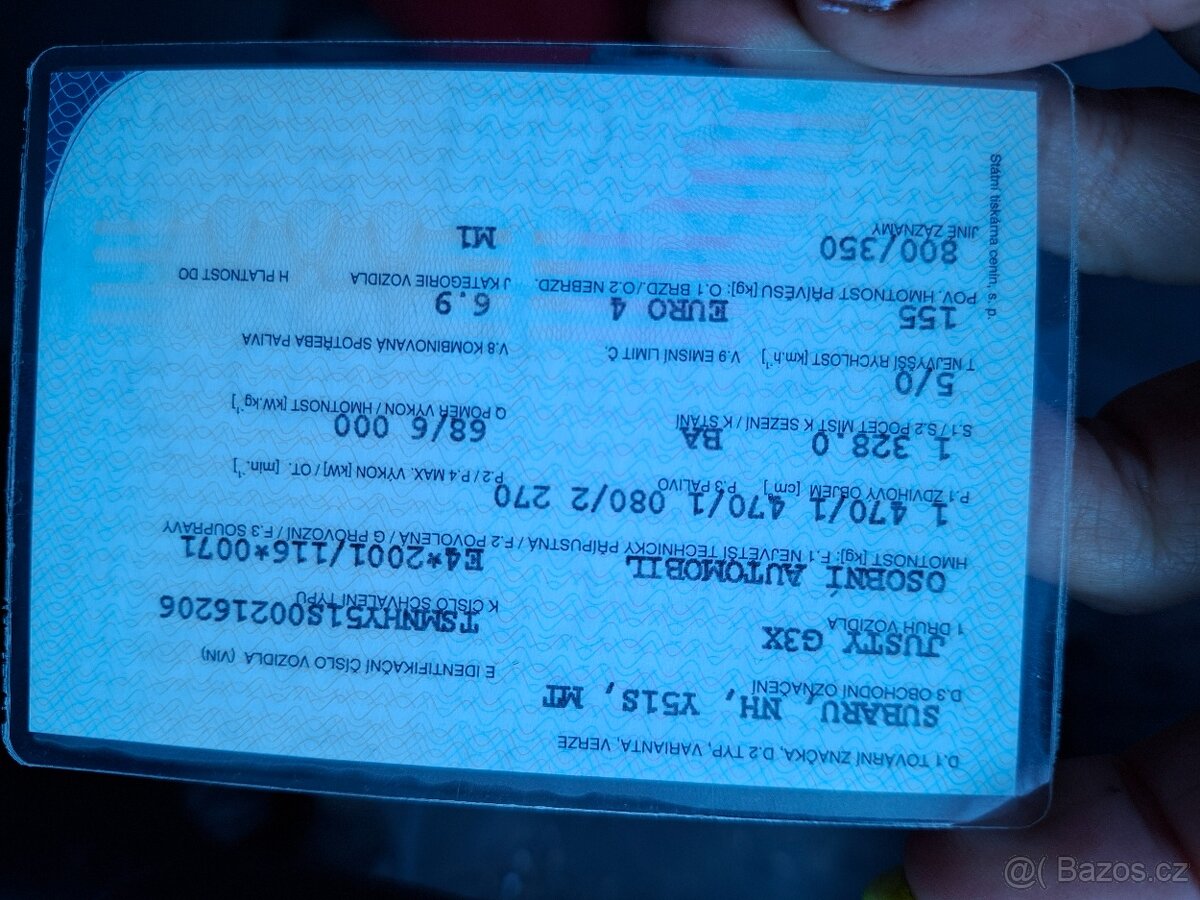 D.1 TOVÁRNÍ ZNAČKA, D.2 TYP, VARIANTA, VERZE
SUBARU, NH, Y51S, MT
D.3 OBCHODNÍ OZNAČENÍ
E IDENTIFIKAČNÍ ČÍSLO VOZIDLA (VIN)
JUSTY G3X
TSMNHY51S00216206
1 DRUH VOZIDLA
K ČÍSLO SCHVÁLENÍ TYPU
OSOBNÍ AUTOMOBIL
E4*2001/116*0071
HMOTNOST [kg]: F.1 NEJVĚTŠÍ TECHNICKY PŘÍPUSTNÁ / F.2 POVOLENÁ / G PROVOZNÍ / F.3 SOUPRAVY
1 470/1 470/1 080/2 270
P.1 ZDVIHOVÝ OBJEM [cm³] P.3 PALIVO
P.2 / P.4 MAX. VÝKON [kW] / OT. [min.⁻¹]
1 328,0 BA 68/6 000
S.1 / S.2 POČET MÍST K SEZENÍ / K STÁNÍ
Q POMĚR VÝKON / HMOTNOST [kW.kg⁻¹]
5/0
T NEJVYŠŠÍ RYCHLOST [km.h⁻¹] V.9 EMISNÍ LIMIT Č.
V.8 KOMBINOVANÁ SPOTŘEBA PALIVA
155 EURO 4 6.9
POV. HMOTNOST PŘÍVĚSU [kg]: O.1 BRZD./O.2 NEBRZD.
J KATEGORIE VOZIDLA H PLATNOST DO
800/350 M1
JINÉ ZÁZNAMY
Státní tiskárna cenin, s.p.
@( Bazos.cz